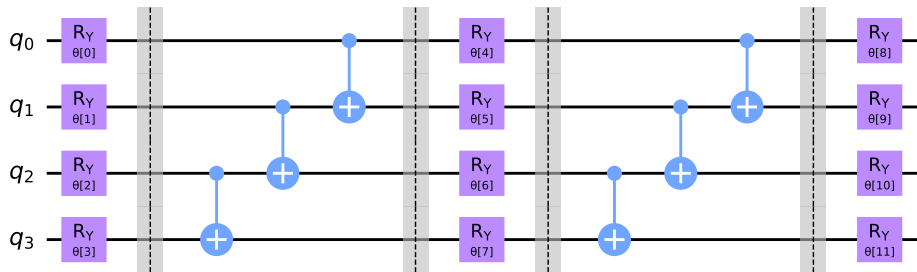 q0 RY θ[0] RY θ[4] RY θ[8]
q1 RY θ[1] RY θ[5] RY θ[9]
q2 RY θ[2] RY θ[6] RY θ[10]
q3 RY θ[3] RY θ[7] RY θ[11]